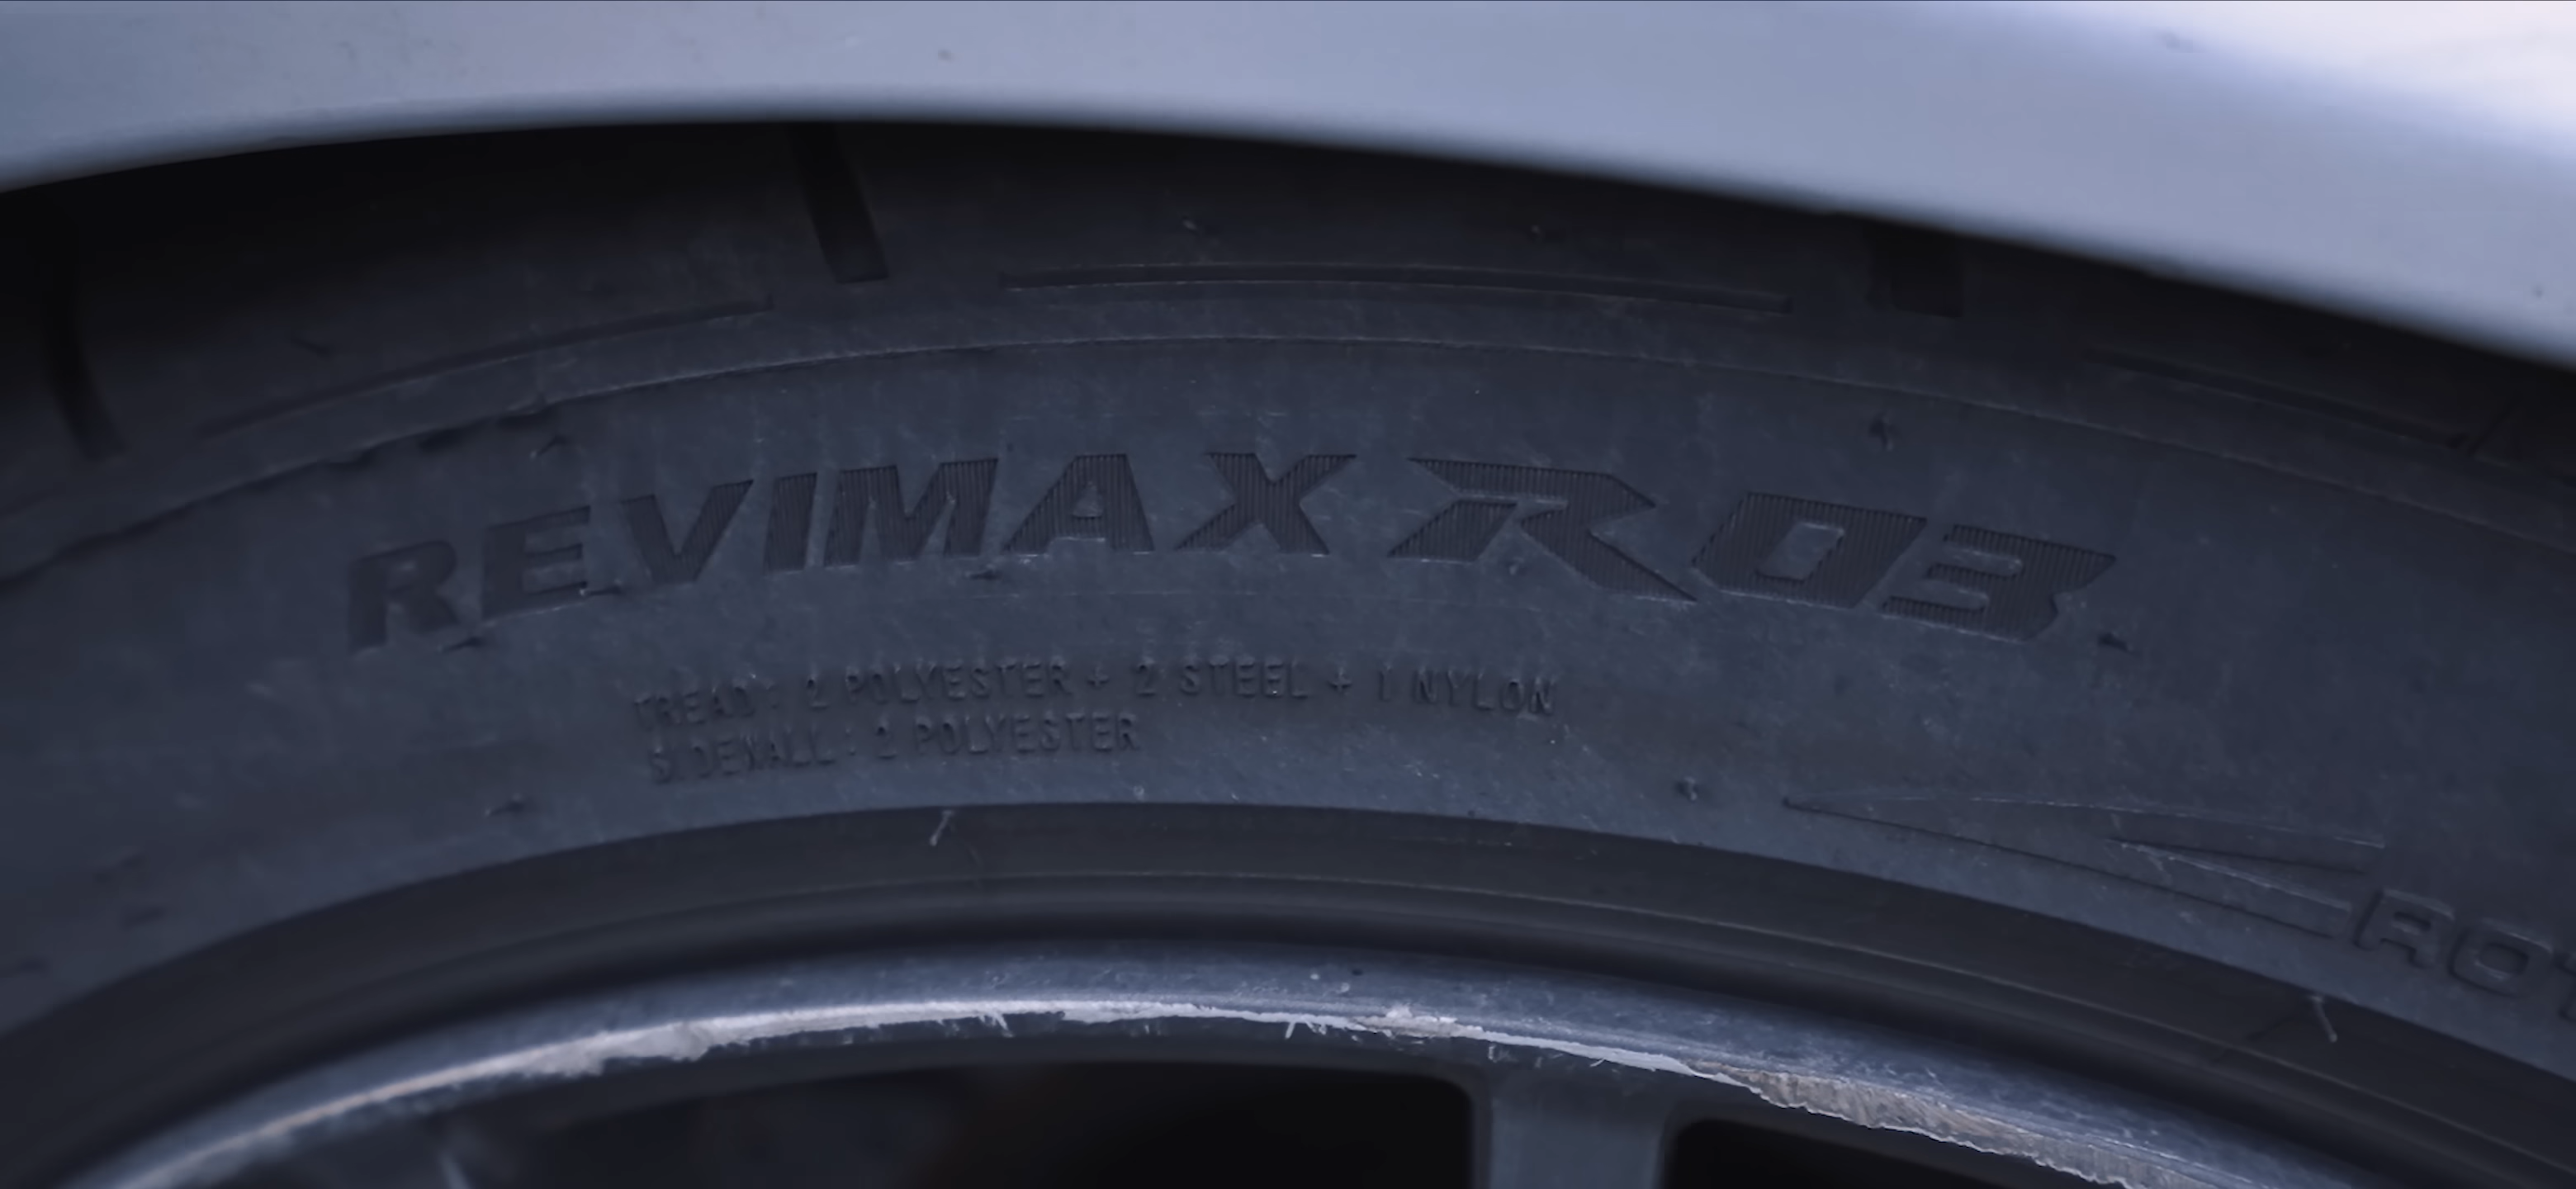 REVIMAX R03
TREAD: 2 POLYESTER + 2 STEEL + 1 NYLON
SIDEWALL: 2 POLYESTER